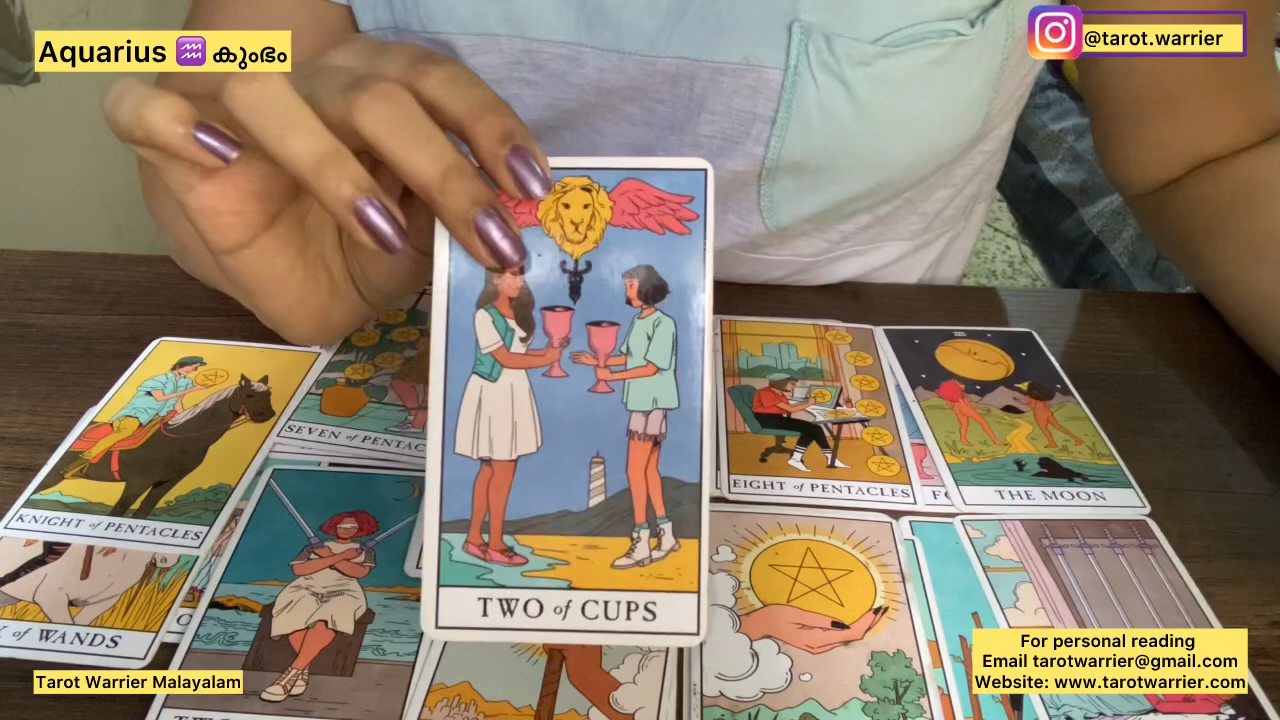 Aquarius ♒ കുംഭം
@tarot.warrier
SEVEN of PENTAC
EIGHT of PENTACLES
THE MOON
KNIGHT of PENTACLES
TWO of CUPS
of WANDS
For personal reading
Email tarotwarrier@gmail.com
Website: www.tarotwarrier.com
Tarot Warrier Malayalam